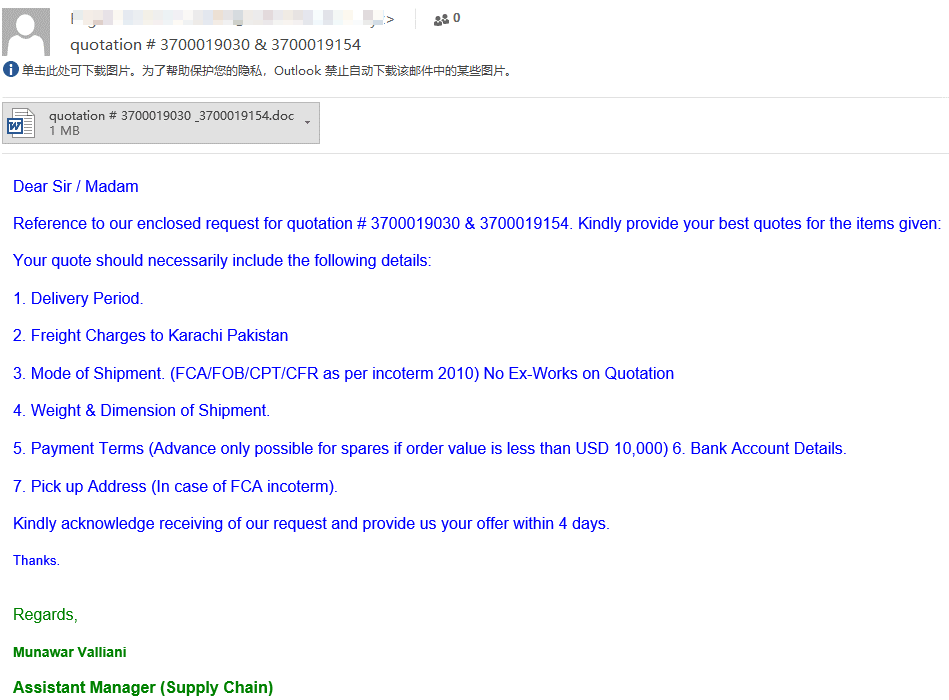 0
quotation # 3700019030 & 3700019154
单击此处可下载图片。为了帮助保护您的隐私，Outlook 禁止自动下载该邮件中的某些图片。
quotation # 3700019030 _3700019154.doc
1 MB
Dear Sir / Madam
Reference to our enclosed request for quotation # 3700019030 & 3700019154. Kindly provide your best quotes for the items given:
Your quote should necessarily include the following details:
1. Delivery Period.
2. Freight Charges to Karachi Pakistan
3. Mode of Shipment. (FCA/FOB/CPT/CFR as per incoterm 2010) No Ex-Works on Quotation
4. Weight & Dimension of Shipment.
5. Payment Terms (Advance only possible for spares if order value is less than USD 10,000) 6. Bank Account Details.
7. Pick up Address (In case of FCA incoterm).
Kindly acknowledge receiving of our request and provide us your offer within 4 days.
Thanks.
Regards,
Munawar Valliani
Assistant Manager (Supply Chain)